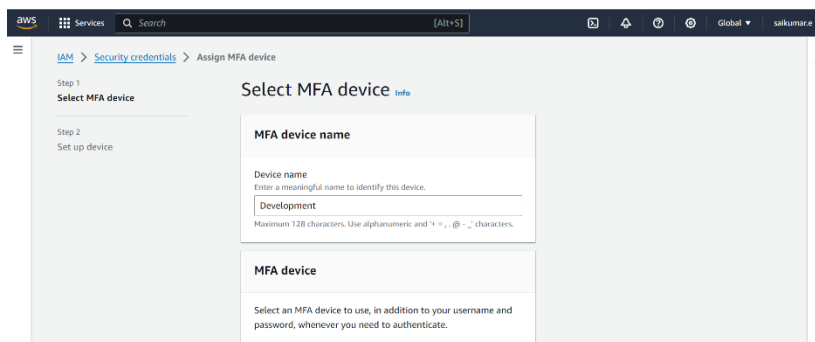 aws Services Search [Alt+S] Global saikumar.e
IAM > Security credentials > Assign MFA device
Step 1
Select MFA device
Step 2
Set up device
Select MFA device Info
MFA device name
Device name
Enter a meaningful name to identify this device.
Development
Maximum 128 characters. Use alphanumeric and '+ = , . @ - _' characters.
MFA device
Select an MFA device to use, in addition to your username and
password, whenever you need to authenticate.